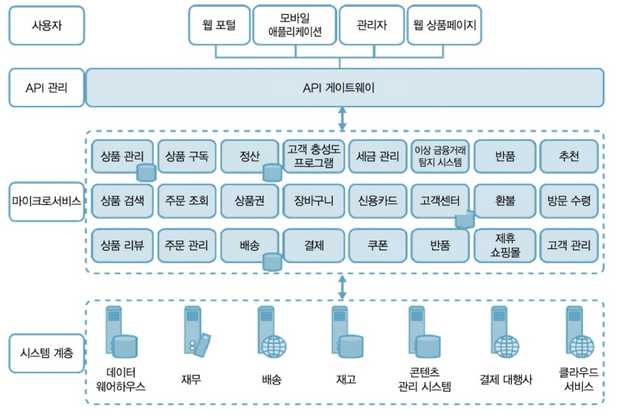 사용자
웹 포털
모바일
애플리케이션
관리자
웹 상품페이지
API 관리
API 게이트웨이
마이크로서비스
상품 관리
상품 구독
정산
고객 충성도
프로그램
세금 관리
이상 금융거래
탐지 시스템
반품
추천
상품 검색
주문 조회
상품권
장바구니
신용카드
고객센터
환불
방문 수령
상품 리뷰
주문 관리
배송
결제
쿠폰
반품
제휴
쇼핑몰
고객 관리
시스템 계층
데이터
웨어하우스
재무
배송
재고
콘텐츠
관리 시스템
결제 대행사
클라우드
서비스